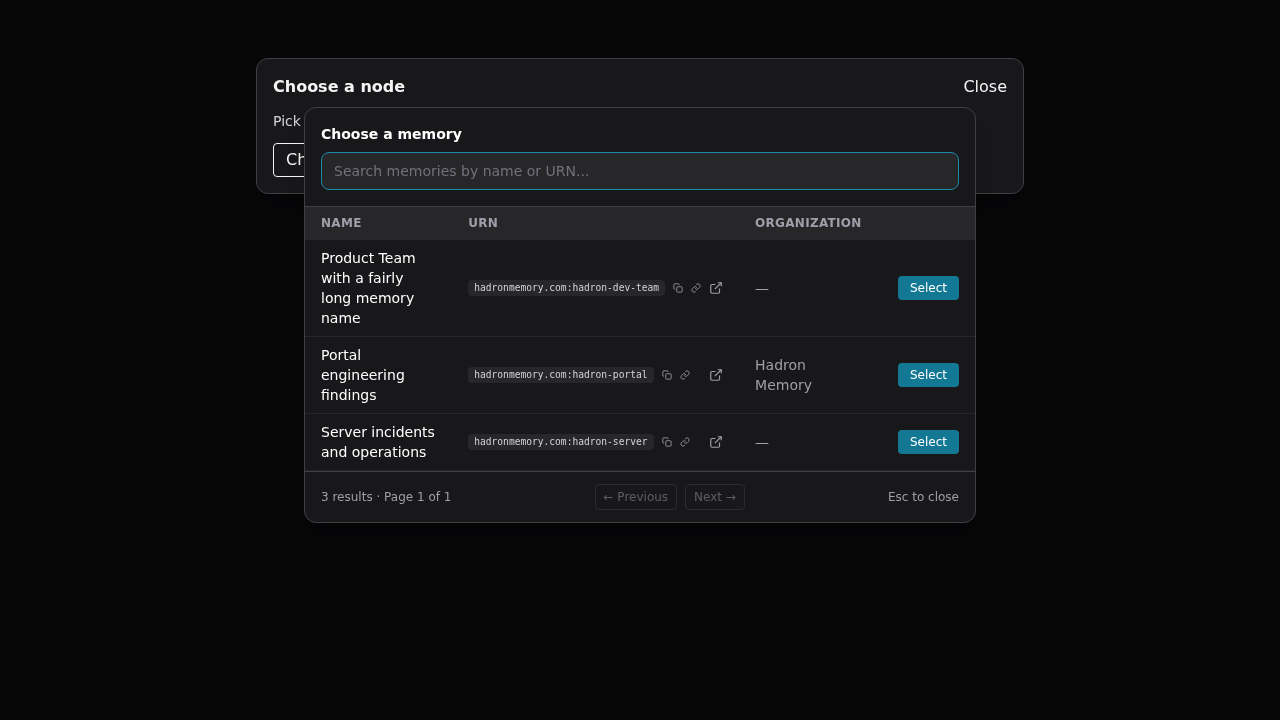 Choose a node
Close
Pick
Ch
Choose a memory
Search memories by name or URN…
NAME URN ORGANIZATION
Product Team
with a fairly
long memory
name
hadronmemory.com:hadron-dev-team
—
Select
Portal
engineering
findings
hadronmemory.com:hadron-portal
Hadron
Memory
Select
Server incidents
and operations
hadronmemory.com:hadron-server
—
Select
3 results · Page 1 of 1
← Previous
Next →
Esc to close